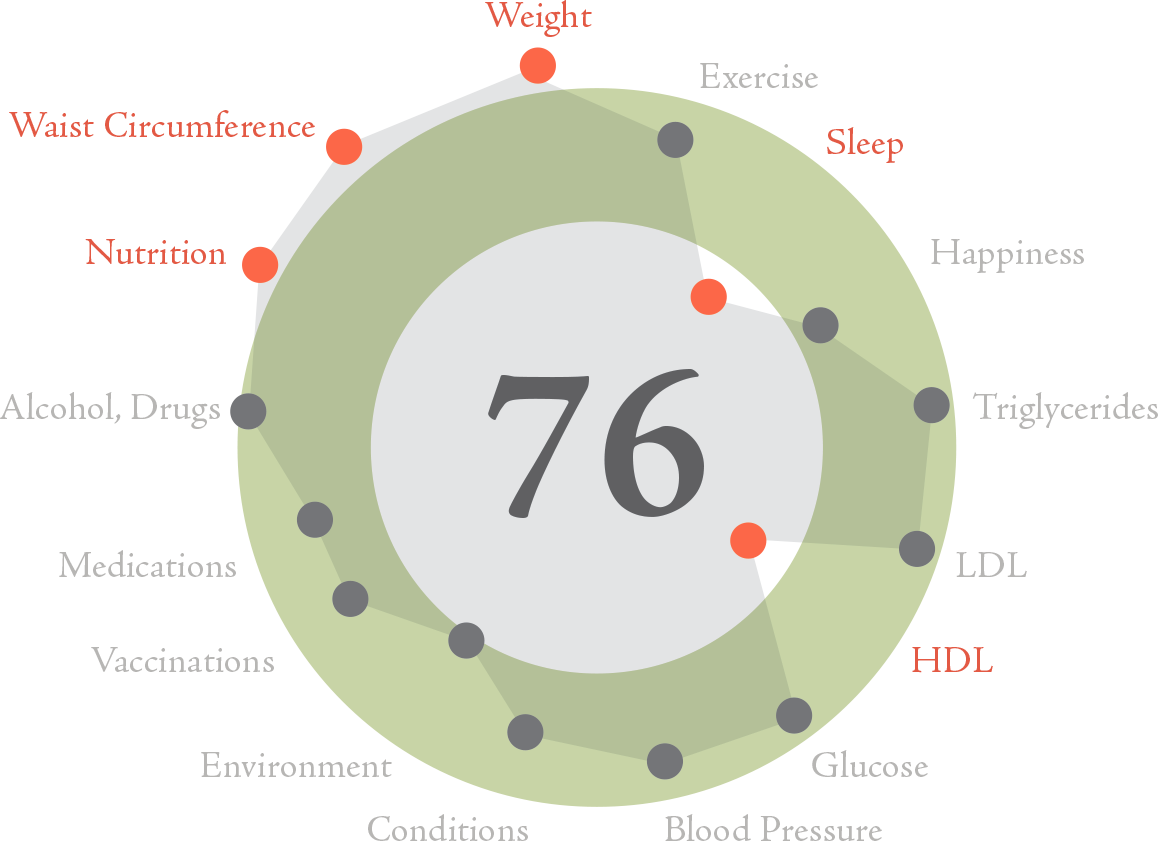 Weight
Exercise
Sleep
Happiness
Triglycerides
LDL
HDL
Glucose
Blood Pressure
Conditions
Environment
Vaccinations
Medications
Alcohol, Drugs
Nutrition
Waist Circumference
76